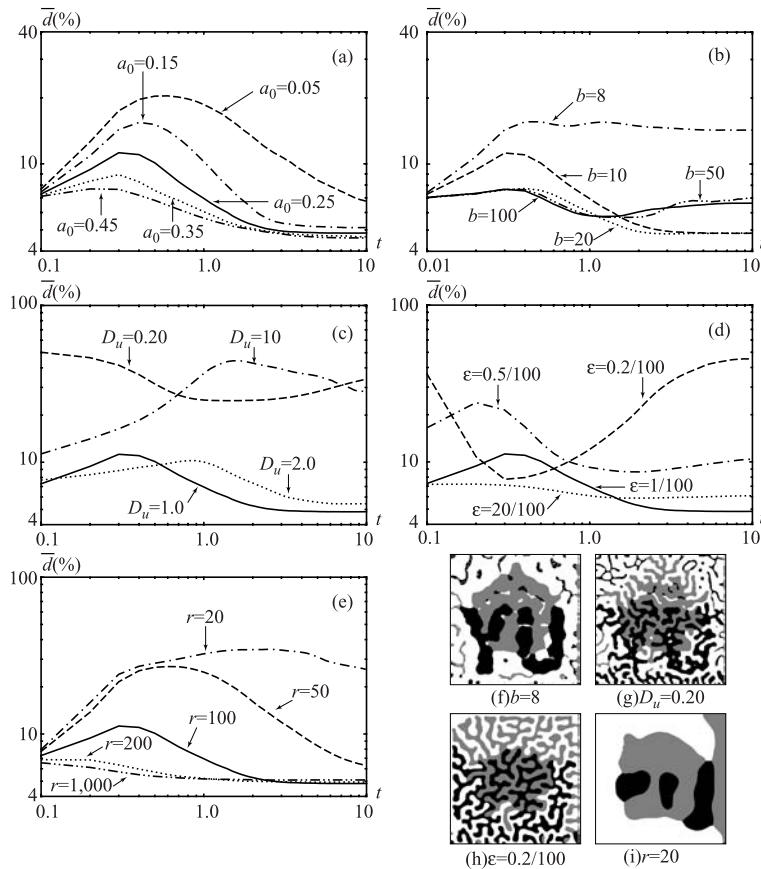 d̅(%)
40
10
4
0.1
1.0
10
t
(a)
a₀=0.15
a₀=0.05
a₀=0.25
a₀=0.35
a₀=0.45
d̅(%)
40
10
4
0.01
1.0
10
(b)
b=8
b=10
b=50
b=100
b=20
d̅(%)
100
10
4
0.1
1.0
10
t
(c)
Dᵤ=0.20
Dᵤ=10
Dᵤ=2.0
Dᵤ=1.0
d̅(%)
100
10
4
0.1
1.0
10
(d)
ε=0.5/100
ε=0.2/100
ε=1/100
ε=20/100
d̅(%)
100
10
4
0.1
1.0
10
t
(e)
r=20
r=50
r=100
r=200
r=1,000
(f)b=8
(g)Dᵤ=0.20
(h)ε=0.2/100
(i)r=20